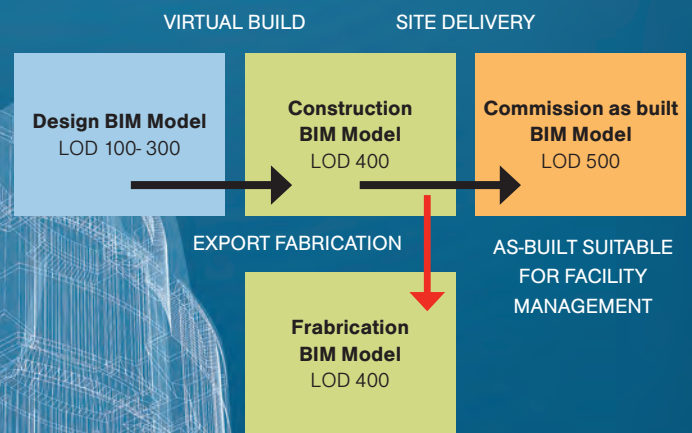 VIRTUAL BUILD
SITE DELIVERY
Design BIM Model
LOD 100- 300
Construction
BIM Model
LOD 400
Commission as built
BIM Model
LOD 500
EXPORT FABRICATION
AS-BUILT SUITABLE
FOR FACILITY
MANAGEMENT
Frabrication
BIM Model
LOD 400